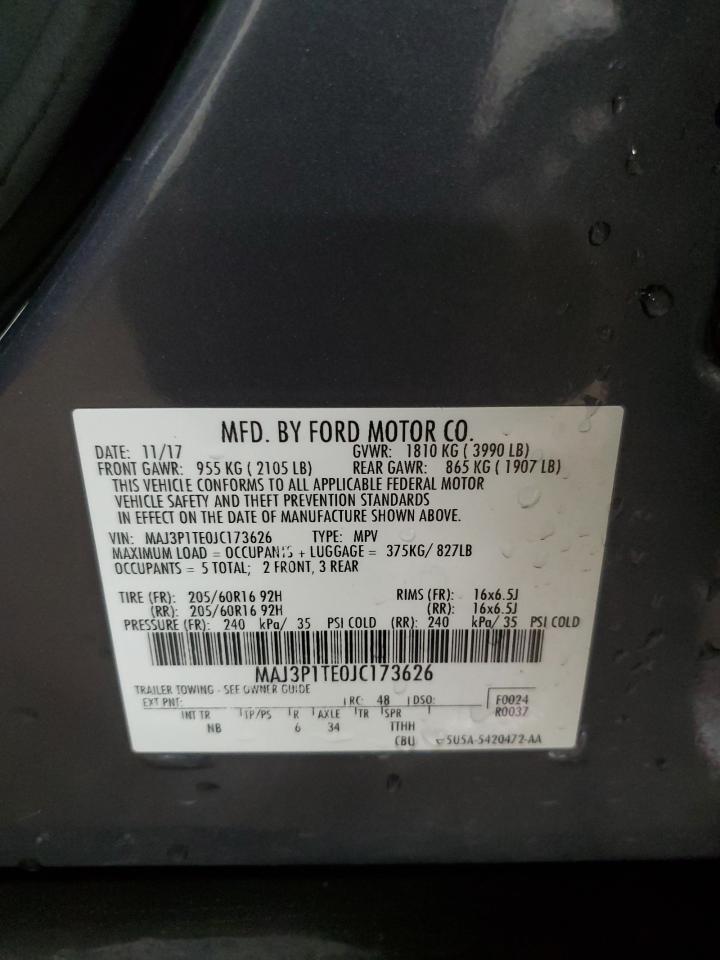 MFD. BY FORD MOTOR CO.
DATE: 11/17 GVWR: 1810 KG ( 3990 LB)
FRONT GAWR: 955 KG ( 2105 LB) REAR GAWR: 865 KG ( 1907 LB)
THIS VEHICLE CONFORMS TO ALL APPLICABLE FEDERAL MOTOR
VEHICLE SAFETY AND THEFT PREVENTION STANDARDS
IN EFFECT ON THE DATE OF MANUFACTURE SHOWN ABOVE.
VIN: MAJ3P1TE0JC173626 TYPE: MPV
MAXIMUM LOAD = OCCUPANTS + LUGGAGE = 375KG/ 827LB
OCCUPANTS = 5 TOTAL; 2 FRONT, 3 REAR
TIRE (FR): 205/60R16 92H RIMS (FR): 16x6.5J
(RR): 205/60R16 92H (RR): 16x6.5J
PRESSURE (FR): 240 kPa/ 35 PSI COLD (RR): 240 kPa/ 35 PSI COLD
MAJ3P1TE0JC173626
TRAILER TOWING - SEE OWNER GUIDE
EXT PNT: RC: 48 DSO: F0024
INT TR TP/PS R AXLE TR SPR R0037
NB 6 34 TTHH
CBU 5U5A-5420472-AA